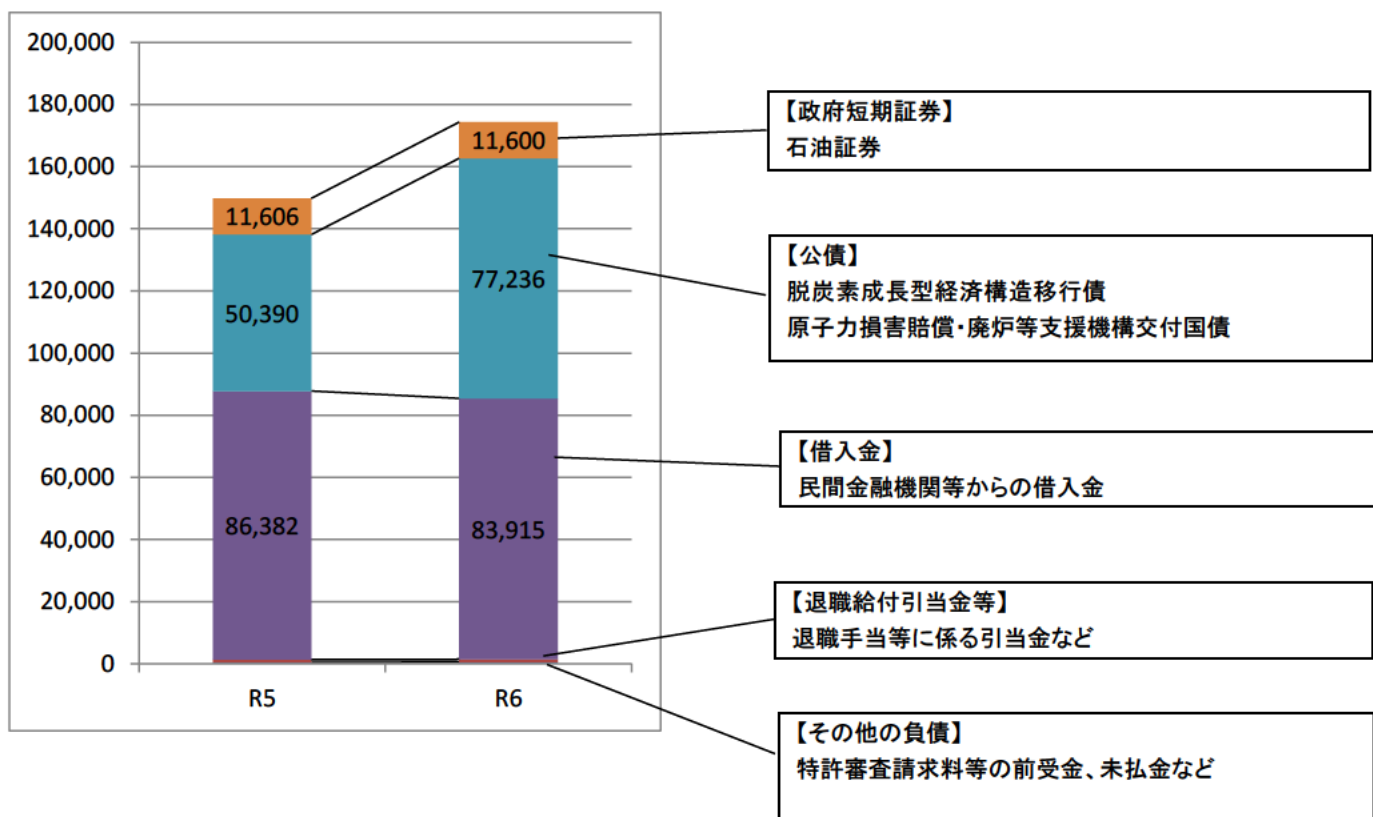 200,000
180,000
160,000
140,000
120,000
100,000
80,000
60,000
40,000
20,000
0
11,606
50,390
86,382
R5
11,600
77,236
83,915
R6
【政府短期証券】
石油証券
【公債】
脱炭素成長型経済構造移行債
原子力損害賠償・廃炉等支援機構交付国債
【借入金】
民間金融機関等からの借入金
【退職給付引当金等】
退職手当等に係る引当金など
【その他の負債】
特許審査請求料等の前受金、未払金など